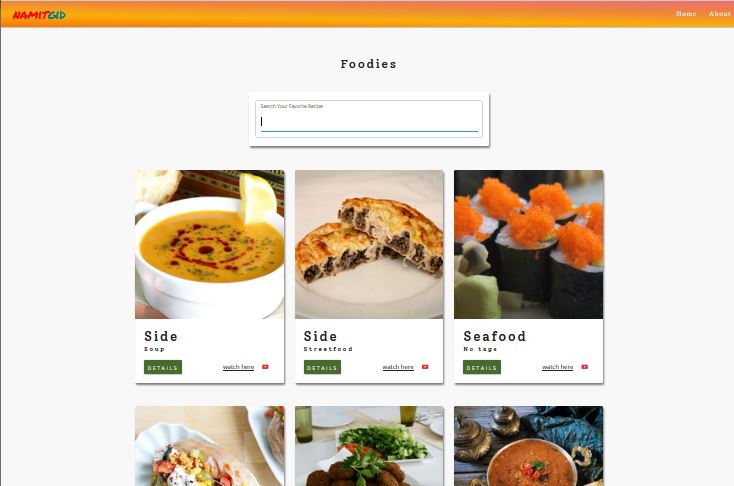 NAMITGID
Home About
Foodies
Search Your Favorite Recipe
Side
Soup
DETAILS watch here
Side
Streetfood
DETAILS watch here
Seafood
No tags
DETAILS watch here